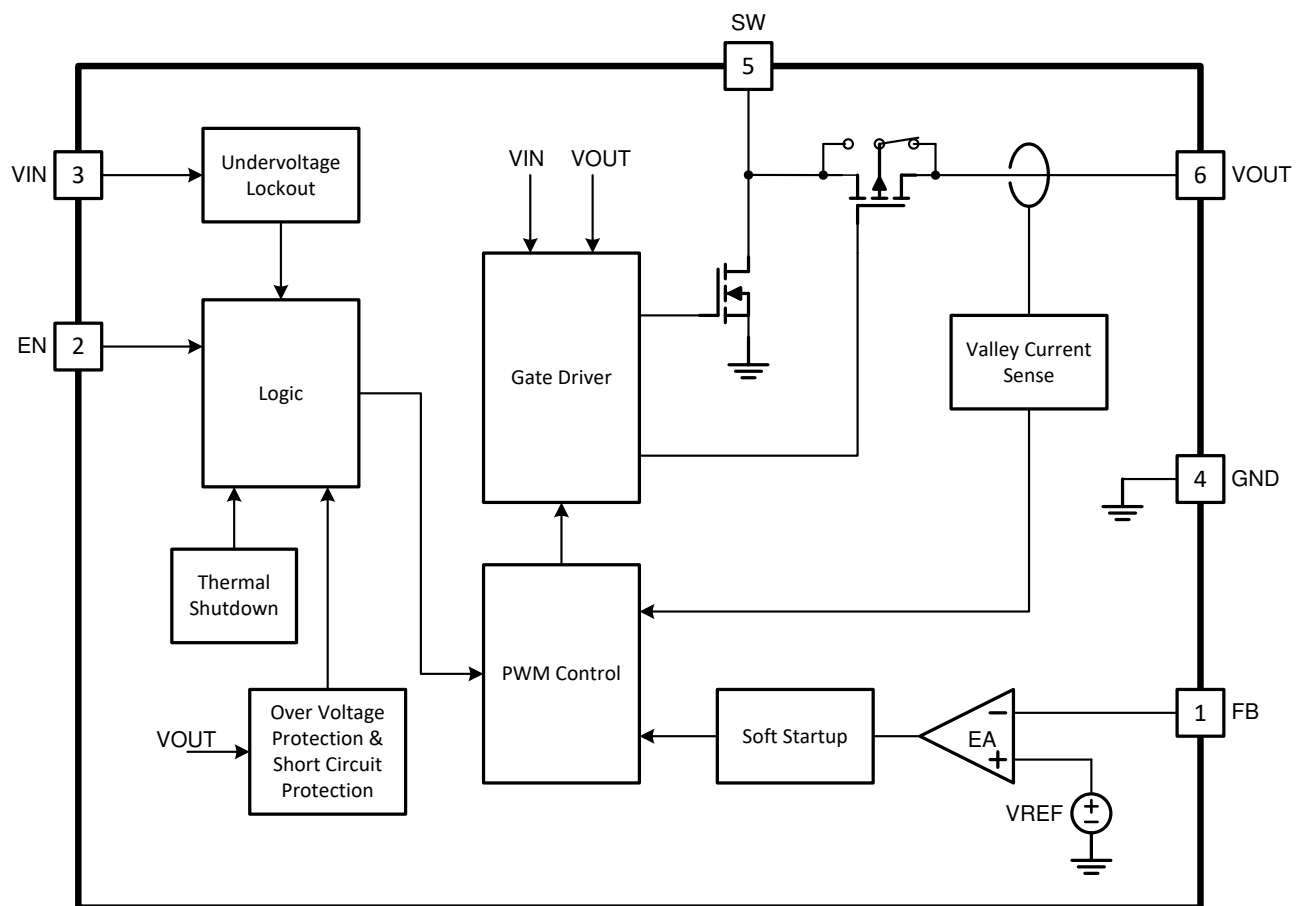 SW
5
VIN
3
Undervoltage
Lockout
VIN
VOUT
6
VOUT
EN
2
Logic
Gate Driver
Valley Current
Sense
4
GND
Thermal
Shutdown
PWM Control
Over Voltage
Protection &
Short Circuit
Protection
VOUT
Soft Startup
EA
−
+
1
FB
VREF
+
−